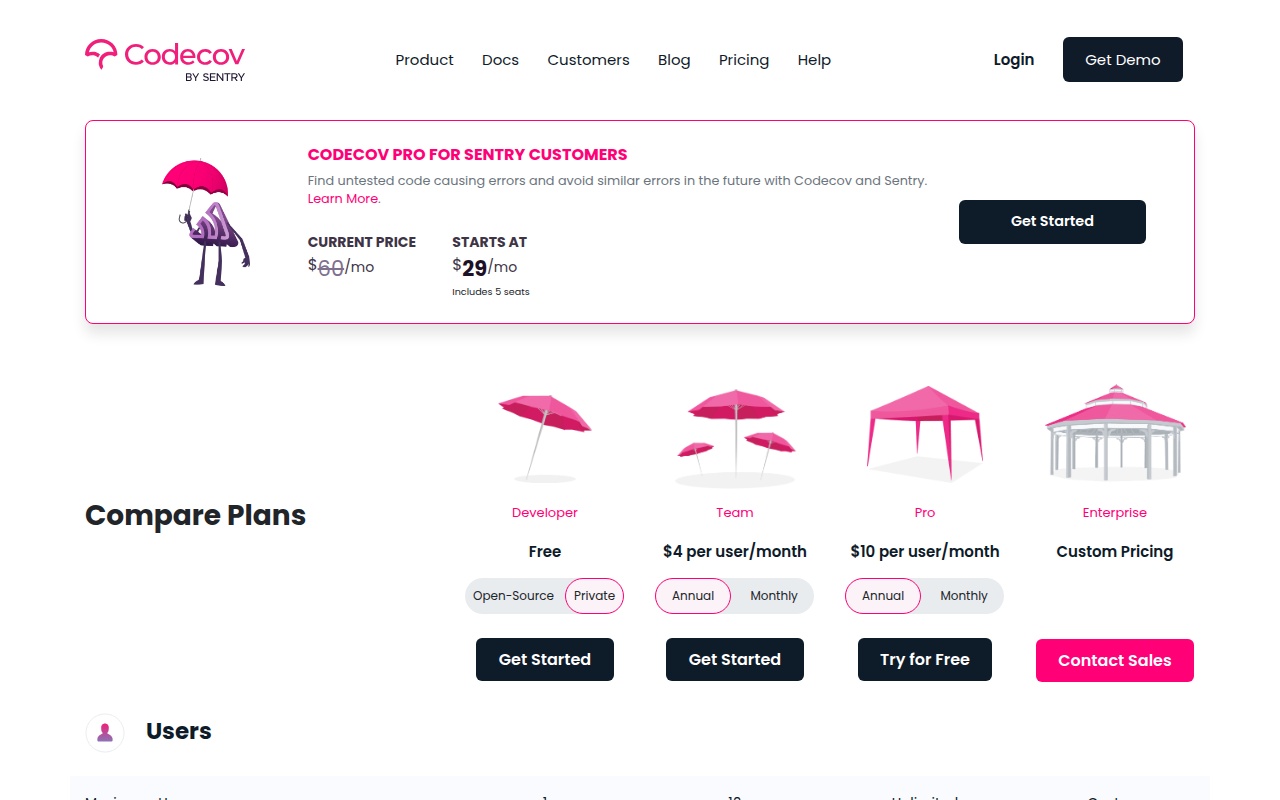 Codecov
BY SENTRY
Product Docs Customers Blog Pricing Help
Login
Get Demo
CODECOV PRO FOR SENTRY CUSTOMERS
Find untested code causing errors and avoid similar errors in the future with Codecov and Sentry.
Learn More.
Get Started
CURRENT PRICE STARTS AT
$60/mo $29/mo
Includes 5 seats
Compare Plans
Developer Team Pro Enterprise
Free $4 per user/month $10 per user/month Custom Pricing
Open-Source Private Annual Monthly Annual Monthly
Get Started Get Started Try for Free Contact Sales
Users